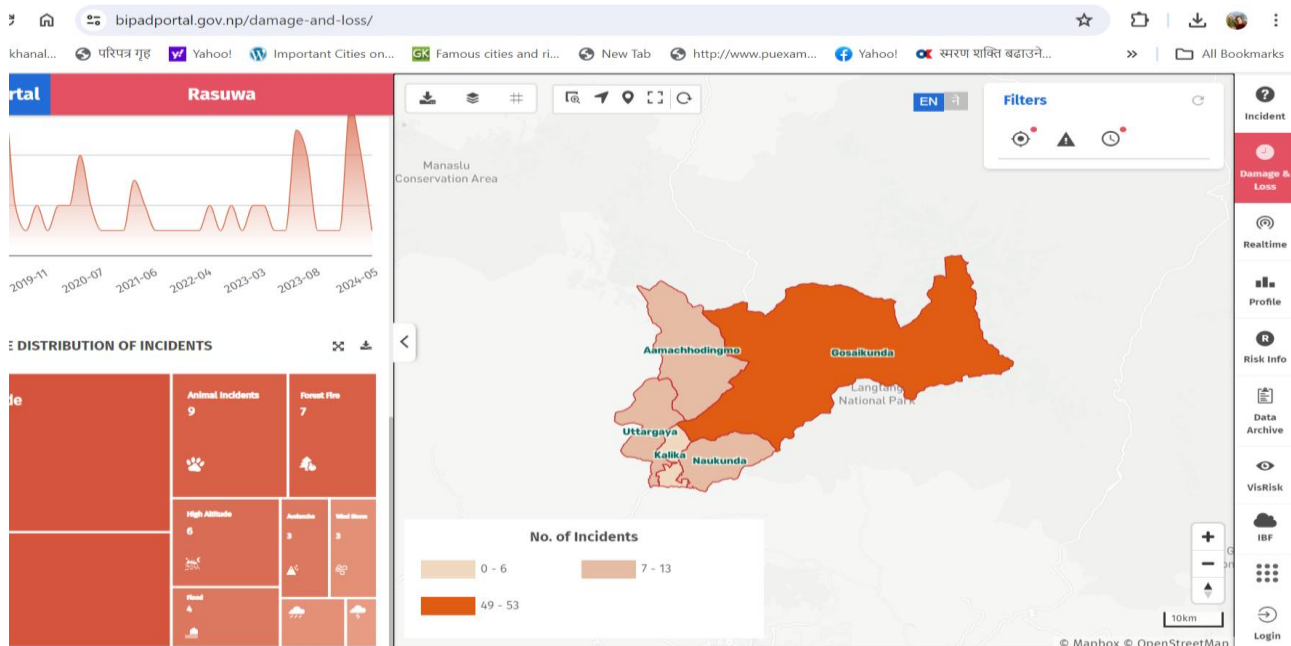 bipadportal.gov.np/damage-and-loss/
khanal... परिपत्र गृह Yahoo! Important Cities on... GK Famous cities and ri... New Tab http://www.puexam... Yahoo! स्मरण शक्ति बढाउने... » All Bookmarks
rtal Rasuwa
2019-11 2020-07 2021-06 2022-04 2023-03 2023-08 2024-05
E DISTRIBUTION OF INCIDENTS
de
Animal Incidents
9
Forest Fire
7
High Altitude
6
Avalanche
3
Wind Storm
3
Flood
4
EN ने
Filters
Manaslu
Conservation Area
Aamachhodingmo
Gosaikunda
Langtang
National Park
Uttargaya
Kalika
Naukunda
No. of Incidents
0 - 6
7 - 13
49 - 53
10km
© Mapbox © OpenStreetMap
Incident
Damage &
Loss
Realtime
Profile
R
Risk Info
Data
Archive
VisRisk
IBF
Login